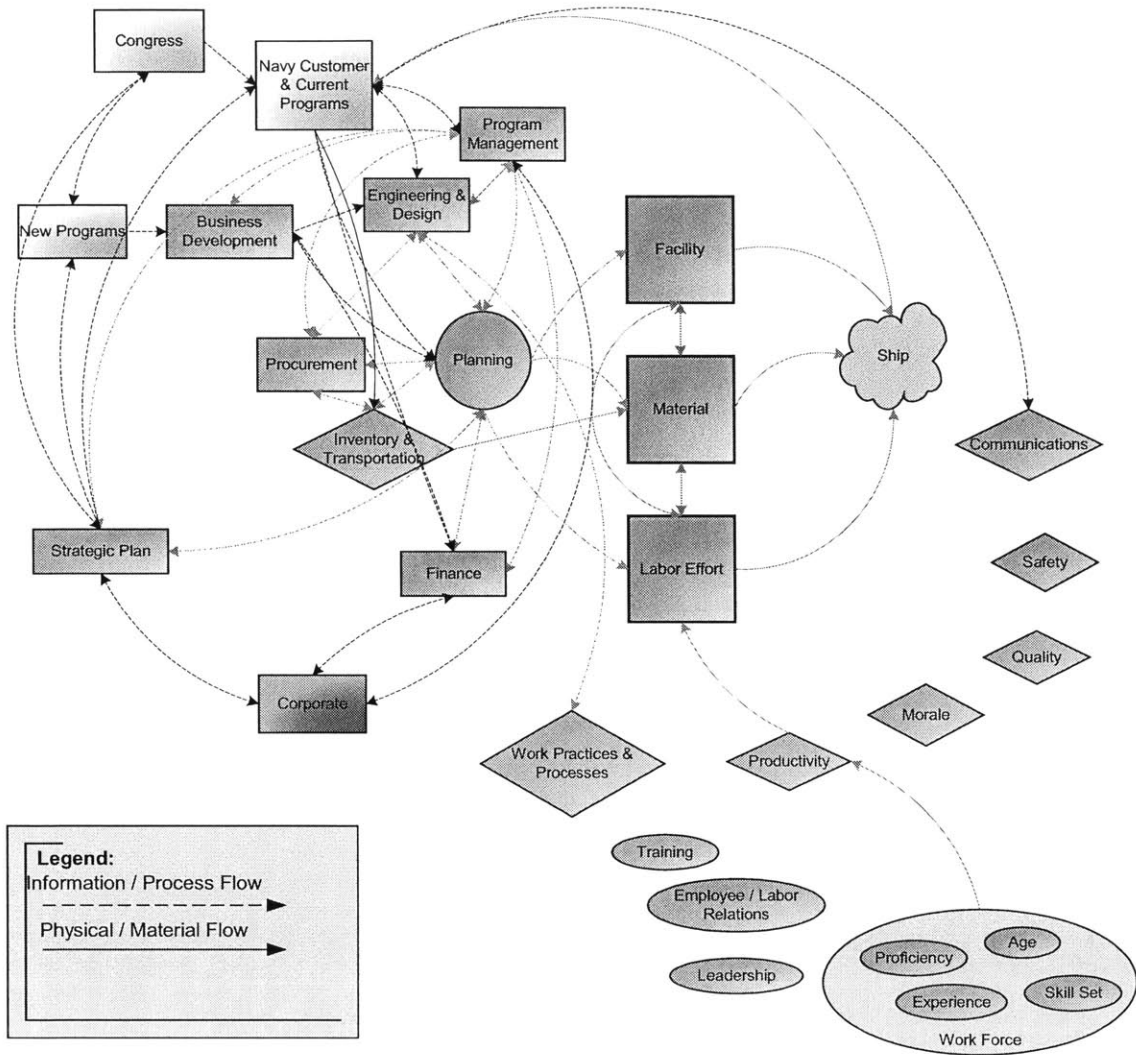 Congress
Navy Customer
& Current
Programs
Program
Management
Engineering &
Design
New Programs
Business
Development
Facility
Procurement
Planning
Ship
Material
Inventory &
Transportation
Communications
Strategic Plan
Finance
Labor Effort
Safety
Quality
Corporate
Morale
Work Practices &
Processes
Productivity
Legend:
Information / Process Flow
Physical / Material Flow
Training
Employee / Labor
Relations
Leadership
Proficiency
Age
Experience
Skill Set
Work Force